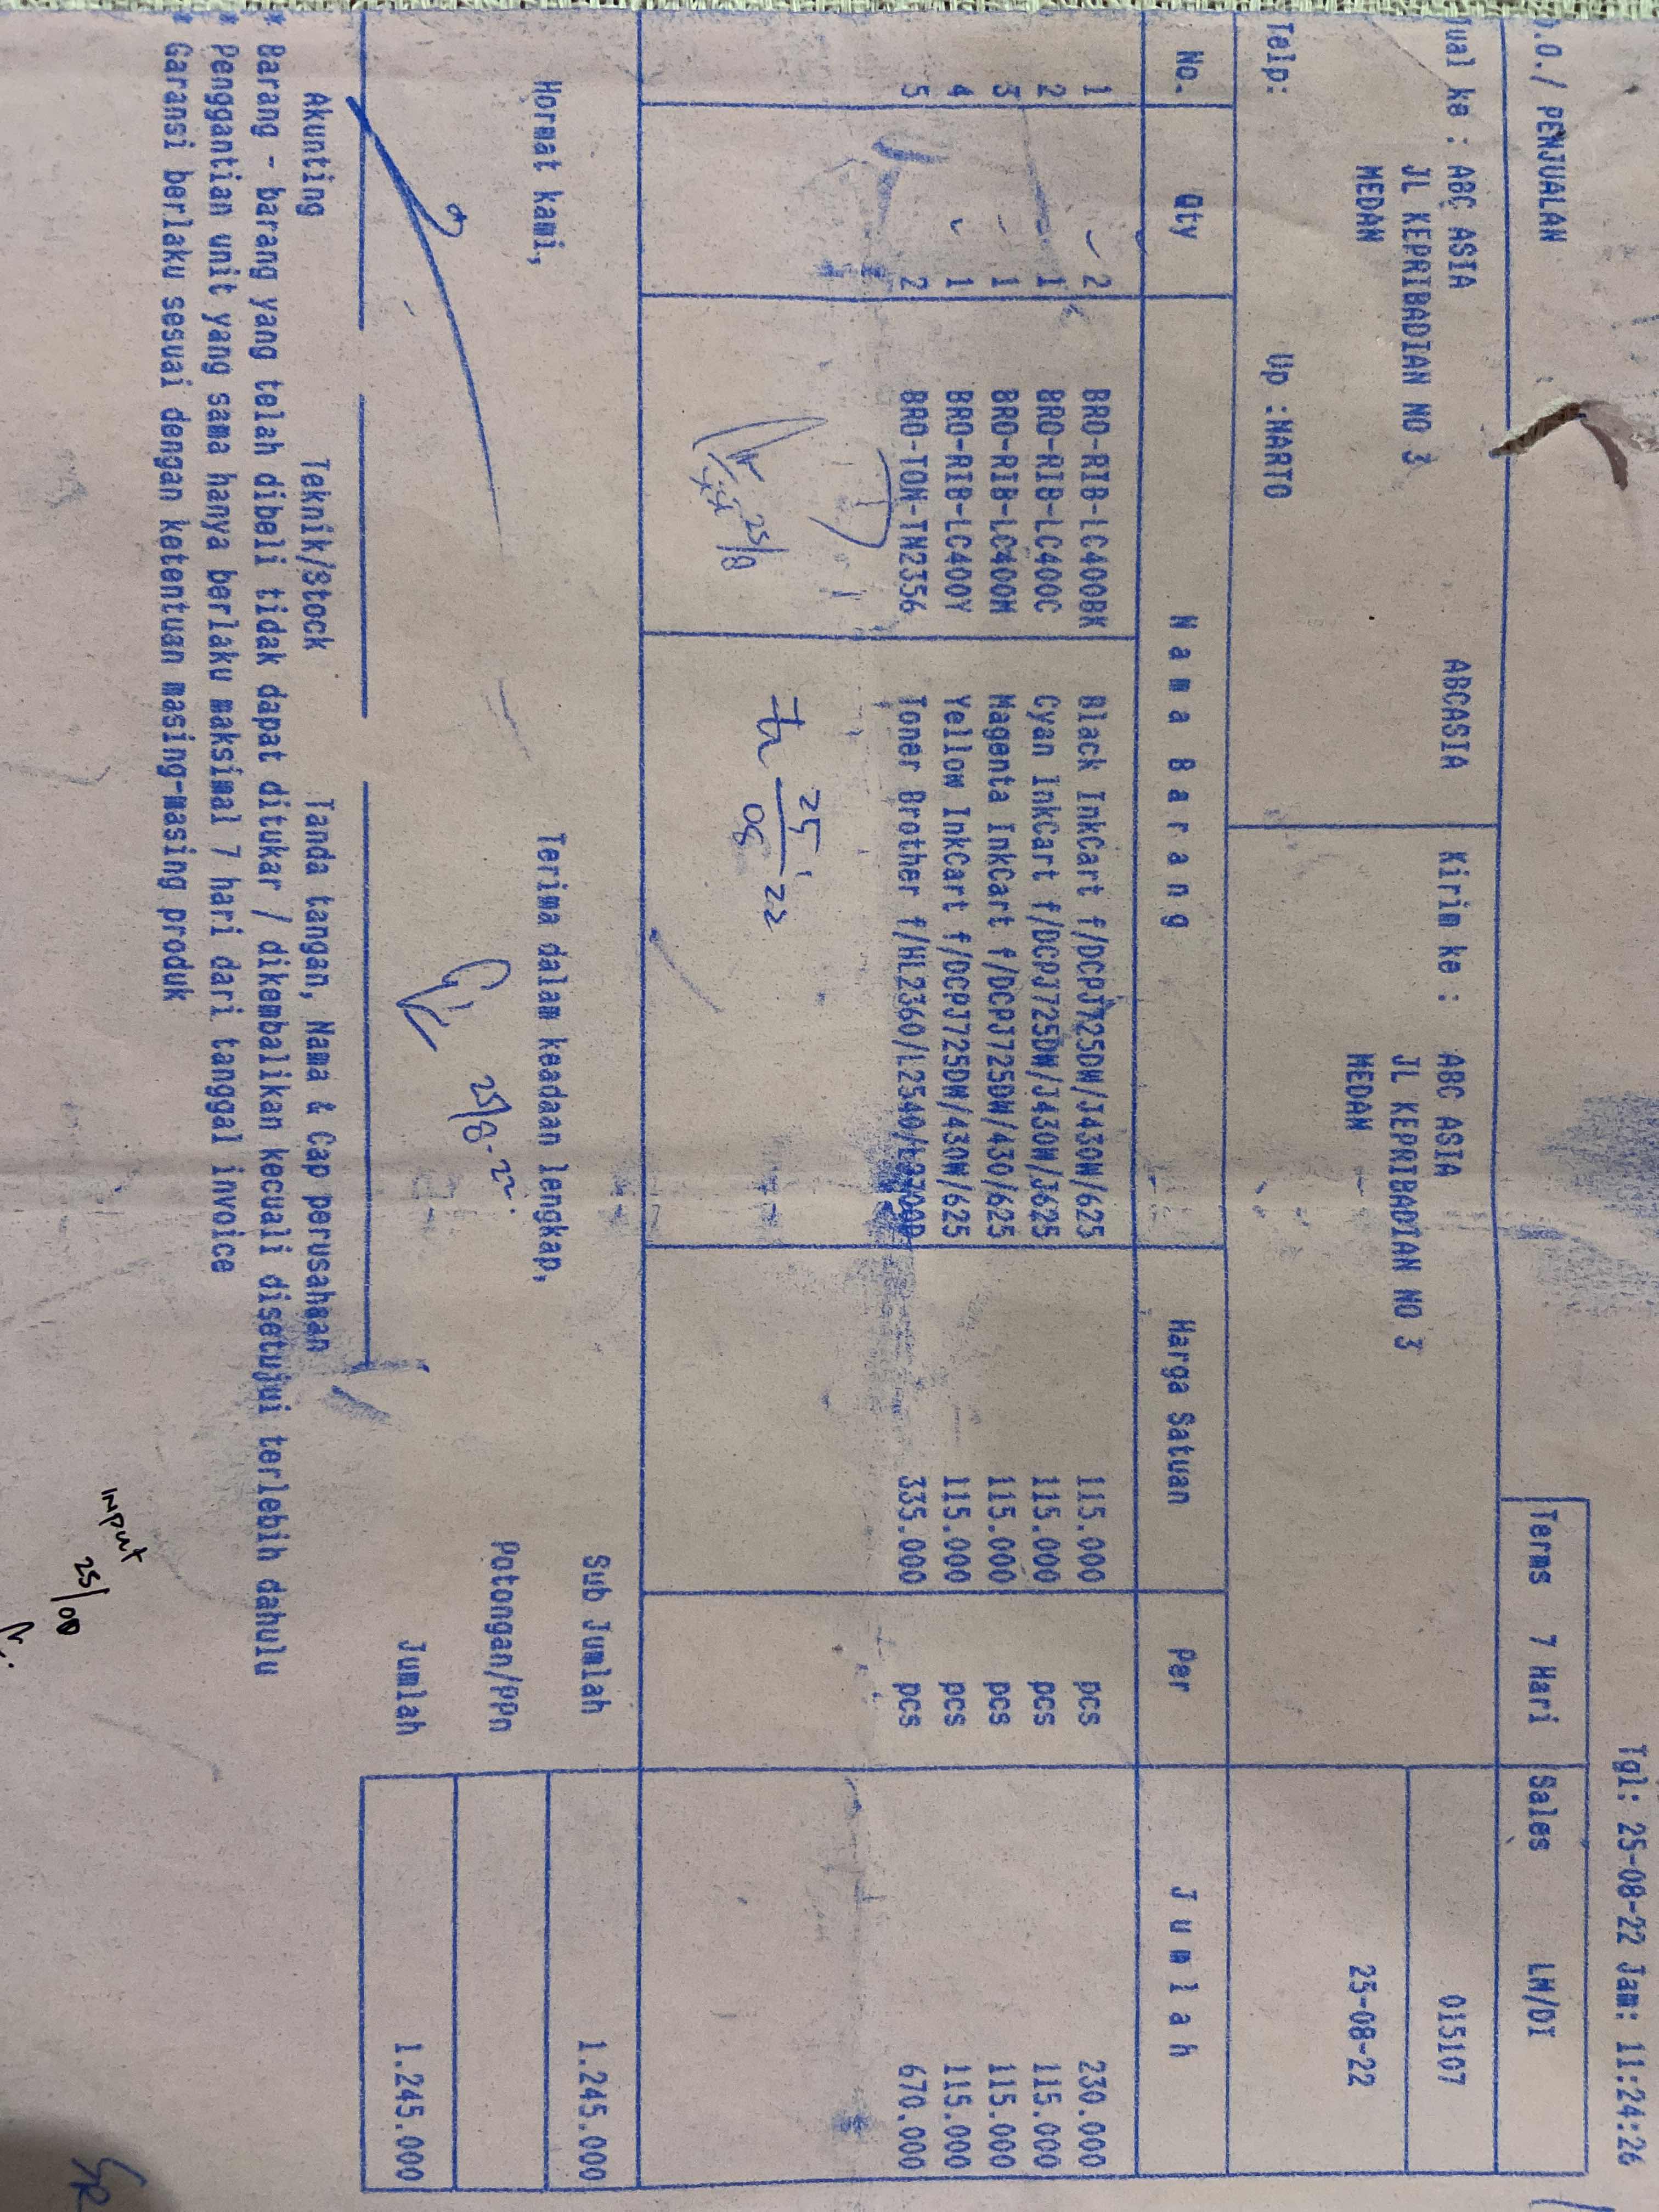 Tgl: 25-08-22 Jam: 11:24:26
D.O./ PENJUALAN
Terms 7 Hari Sales LM/DI
Jual ke : ABC ASIA ABCASIA Kirim ke : ABC ASIA 015107
JL KEPRIBADIAN NO 3 JL KEPRIBADIAN NO 3
MEDAN MEDAN 25-08-22
Telp: Up :NARTO
No. Qty Nama Barang Harga Satuan Per Jumlah
1 2 BRO-RIB-LC400BK Black InkCart f/DCPJ725DW/J430W/625 115.000 pcs 230.000
2 1 BRO-RIB-LC400C Cyan InkCart f/DCPJ725DW/J430W/J625 115.000 pcs 115.000
3 1 BRO-RIB-LC400M Magenta InkCart f/DCPJ725DW/430/625 115.000 pcs 115.000
4 1 BRO-RIB-LC400Y Yellow InkCart f/DCPJ725DW/430W/625 115.000 pcs 115.000
5 2 BRO-TON-TN2356 Toner Brother f/HL2360/L2540/L2700D 335.000 pcs 670.000
25/8
25/08 22
Hormat kami, Terima dalam keadaan lengkap, Sub Jumlah 1.245.000
Potongan/PPn
25/8-22
Jumlah 1.245.000
Akunting Teknik/Stock Tanda tangan, Nama & Cap perusahaan
* Barang - barang yang telah dibeli tidak dapat ditukar / dikembalikan kecuali disetujui terlebih dahulu
* Penggantian unit yang sama hanya berlaku maksimal 7 hari dari tanggal invoice
* Garansi berlaku sesuai dengan ketentuan masing-masing produk
INPUT
25/08